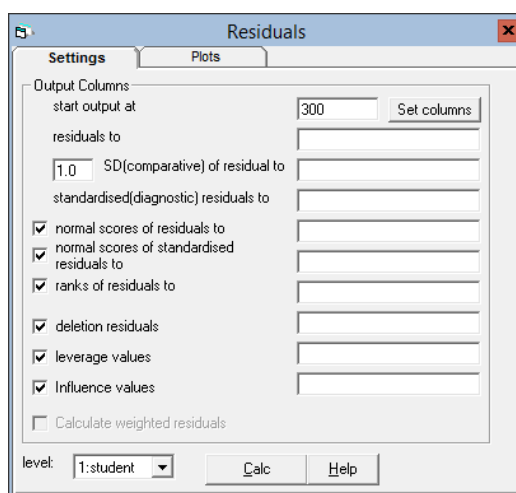 Residuals
Settings
Plots
Output Columns
start output at
300
Set columns
residuals to
1.0
SD(comparative) of residual to
standardised(diagnostic) residuals to
normal scores of residuals to
normal scores of standardised
residuals to
ranks of residuals to
deletion residuals
leverage values
Influence values
Calculate weighted residuals
level:
1:student
Calc
Help